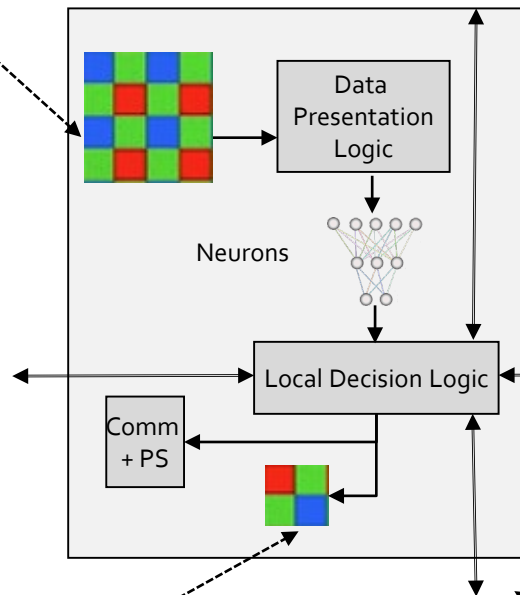 Data
Presentation
Logic
Neurons
Local Decision Logic
Comm
+ PS